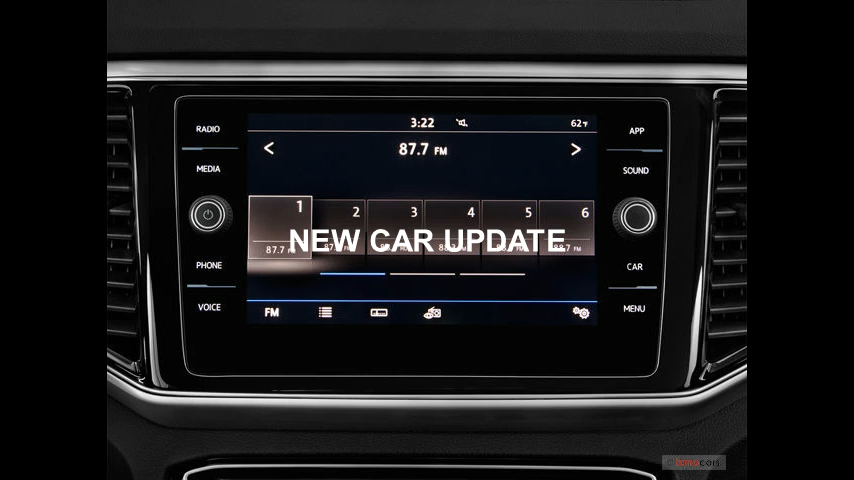 3:22
62°F
RADIO
APP
87.7 FM
MEDIA
SOUND
1 2 3 4 5 6
NEW CAR UPDATE
87.7 FM
PHONE
CAR
VOICE
MENU
FM